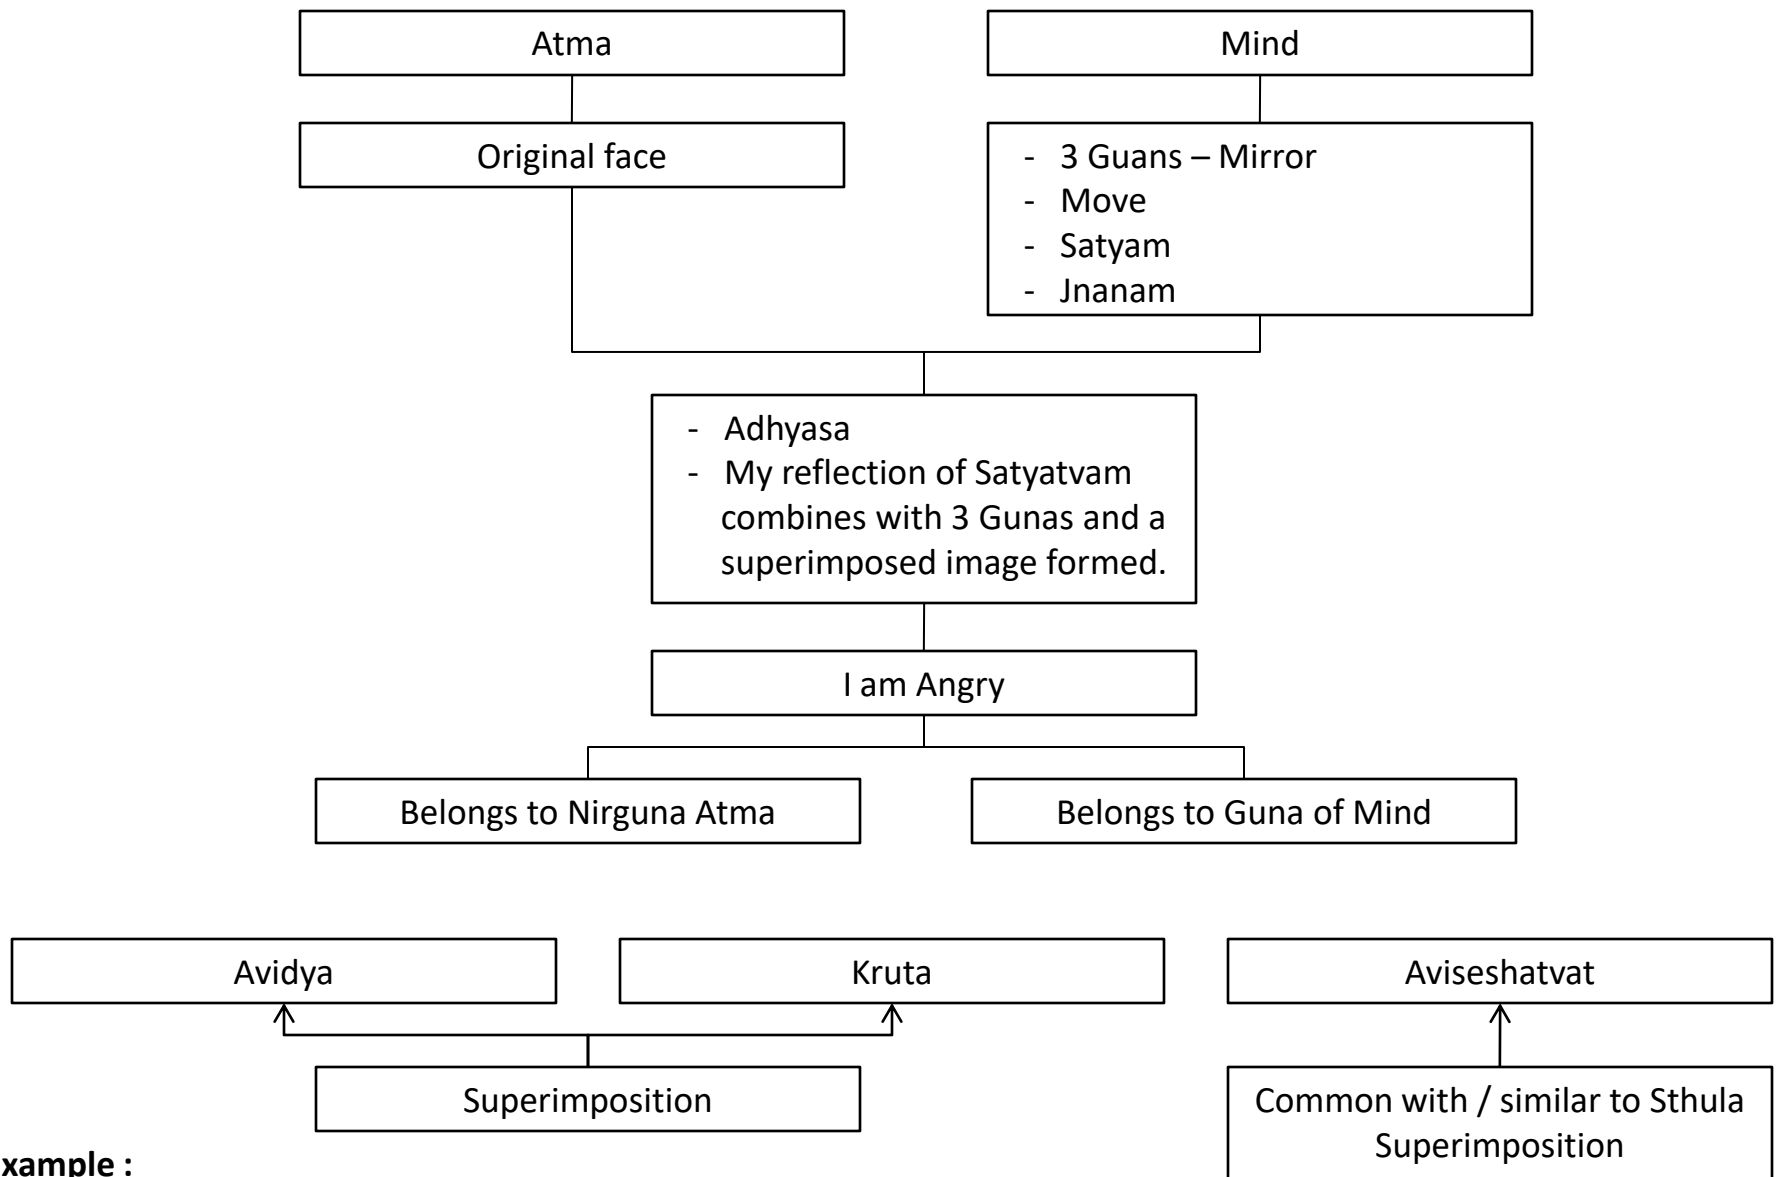 Atma
Mind
Original face
- 3 Guans – Mirror
- Move
- Satyam
- Jnanam
- Adhyasa
- My reflection of Satyatvam
combines with 3 Gunas and a
superimposed image formed.
I am Angry
Belongs to Nirguna Atma
Belongs to Guna of Mind
Avidya
Kruta
Aviseshatvat
Superimposition
Common with / similar to Sthula
Superimposition
xample :